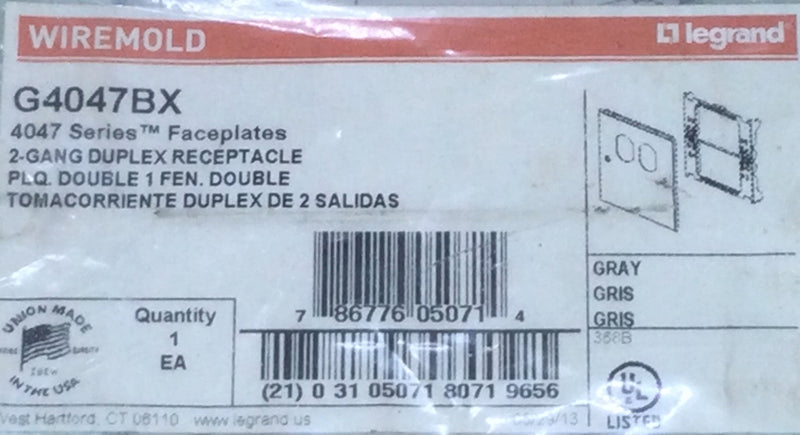 WIREMOLD
legrand
G4047BX
4047 Series™ Faceplates
2-GANG DUPLEX RECEPTACLE
PLQ. DOUBLE 1 FEN. DOUBLE
TOMACORRIENTE DUPLEX DE 2 SALIDAS
GRAY
GRIS
GRIS
368B
7 86776 05071 4
UNION MADE
IN THE USA
Quantity
1
EA
(21) 0 31 05071 8071 9656
UL
LISTED
West Hartford, CT 06110 www.legrand.us